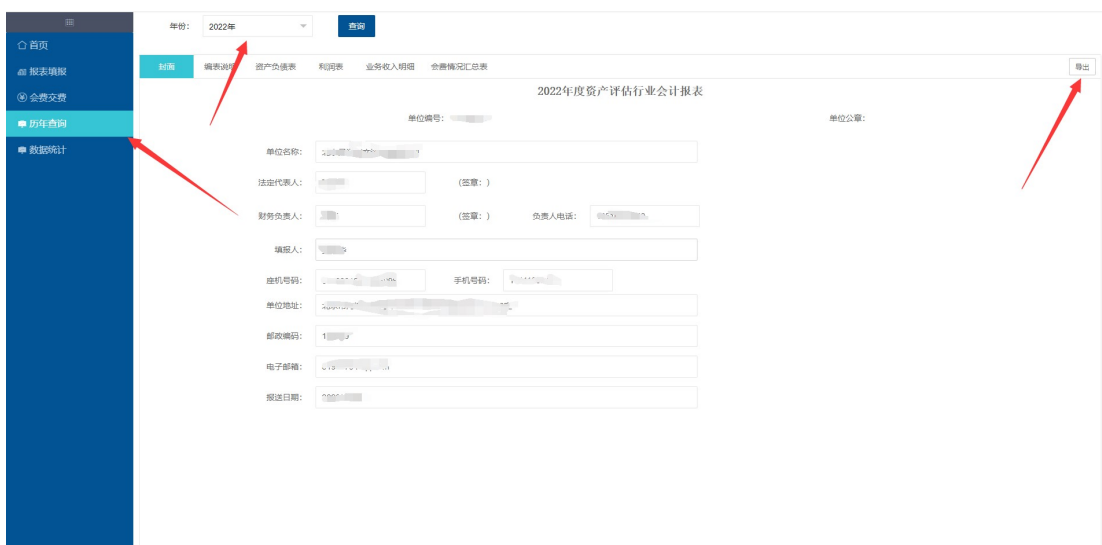 年份： 2022年 查询
首页
报表填报
会费交费
历年查询
数据统计
封面 编表说明 资产负债表 利润表 业务收入明细 会费情况汇总表 导出
2022年度资产评估行业会计报表
单位编号： 单位公章：
单位名称：
法定代表人： （签章：）
财务负责人： （签章：） 负责人电话：
填报人：
座机号码： 手机号码：
单位地址：
邮政编码： 1
电子邮箱：
报送日期：